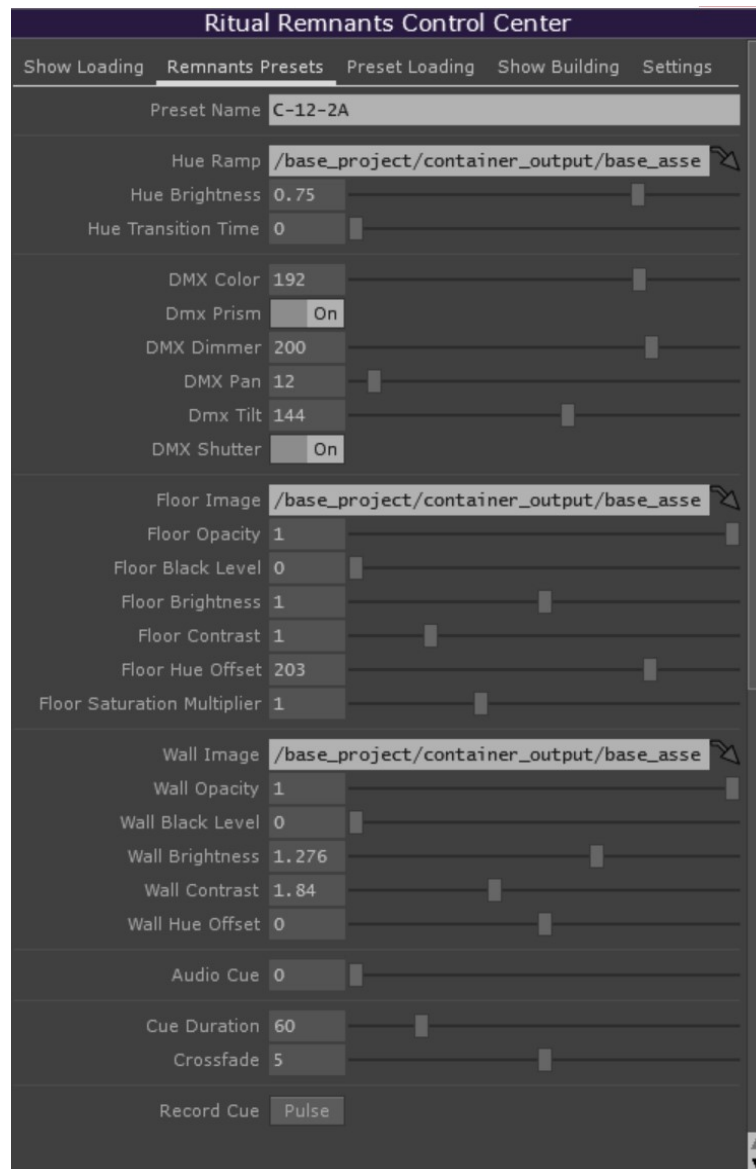 Ritual Remnants Control Center
Show Loading Remnants Presets Preset Loading Show Building Settings
Preset Name C-12-2A
Hue Ramp /base_project/container_output/base_asse
Hue Brightness 0.75
Hue Transition Time 0
DMX Color 192
Dmx Prism On
DMX Dimmer 200
DMX Pan 12
Dmx Tilt 144
DMX Shutter On
Floor Image /base_project/container_output/base_asse
Floor Opacity 1
Floor Black Level 0
Floor Brightness 1
Floor Contrast 1
Floor Hue Offset 203
Floor Saturation Multiplier 1
Wall Image /base_project/container_output/base_asse
Wall Opacity 1
Wall Black Level 0
Wall Brightness 1.276
Wall Contrast 1.84
Wall Hue Offset 0
Audio Cue 0
Cue Duration 60
Crossfade 5
Record Cue Pulse